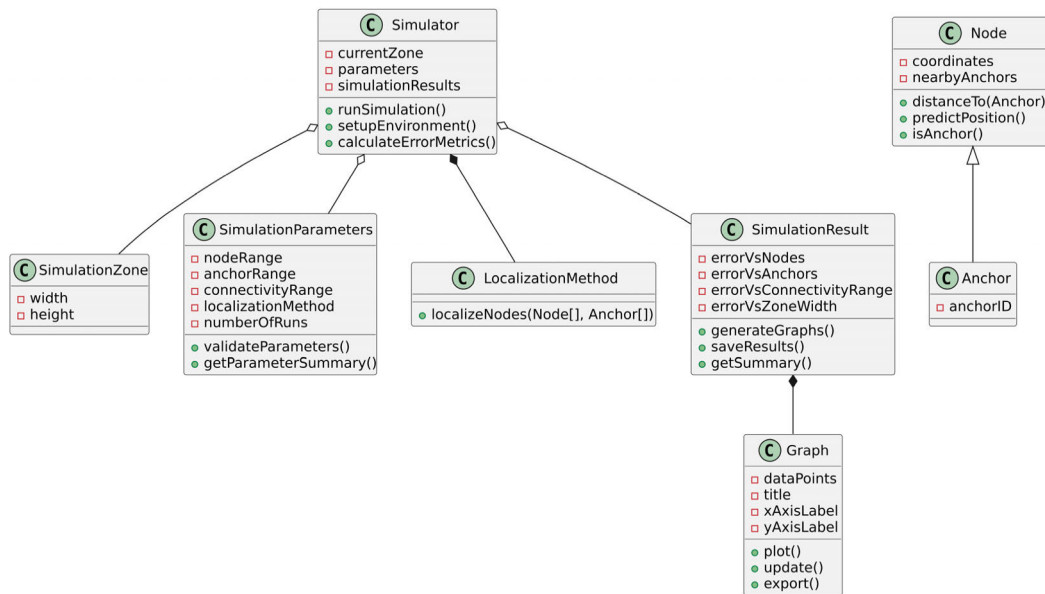 C Simulator
currentZone
parameters
simulationResults
runSimulation()
setupEnvironment()
calculateErrorMetrics()
C Node
coordinates
nearbyAnchors
distanceTo(Anchor)
predictPosition()
isAnchor()
C SimulationZone
width
height
C SimulationParameters
nodeRange
anchorRange
connectivityRange
localizationMethod
numberOfRuns
validateParameters()
getParameterSummary()
C LocalizationMethod
localizeNodes(Node[], Anchor[])
C SimulationResult
errorVsNodes
errorVsAnchors
errorVsConnectivityRange
errorVsZoneWidth
generateGraphs()
saveResults()
getSummary()
C Anchor
anchorID
C Graph
dataPoints
title
xAxisLabel
yAxisLabel
plot()
update()
export()